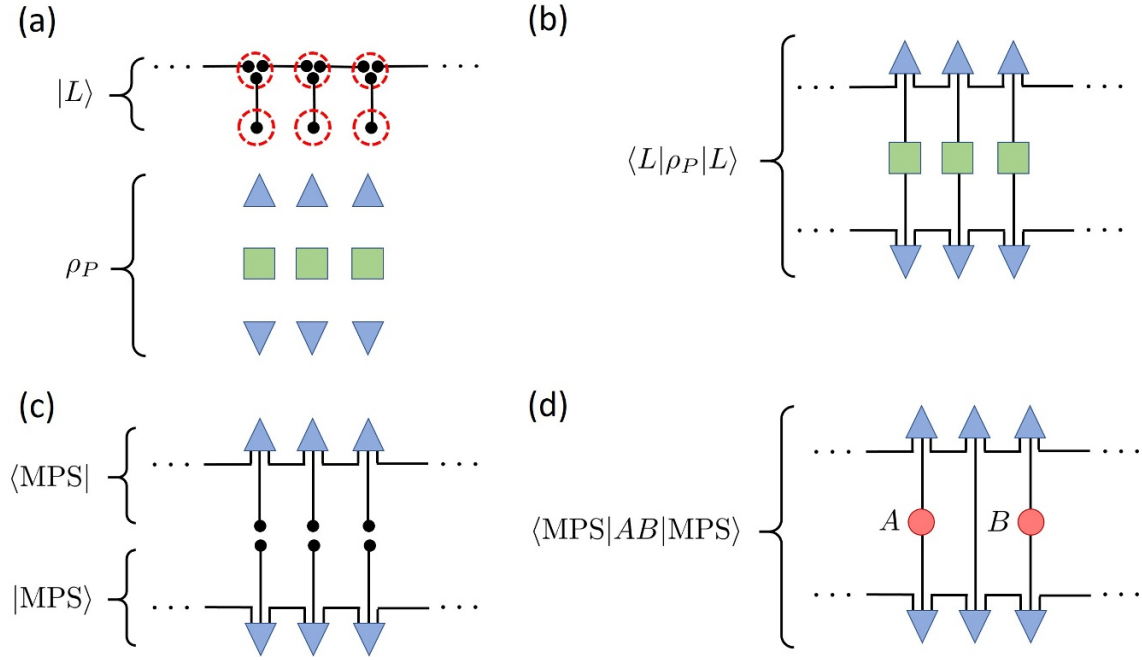 (a)
|L⟩
ρ_P
(b)
⟨L|ρ_P|L⟩
(c)
⟨MPS|
|MPS⟩
(d)
⟨MPS|AB|MPS⟩
A
B